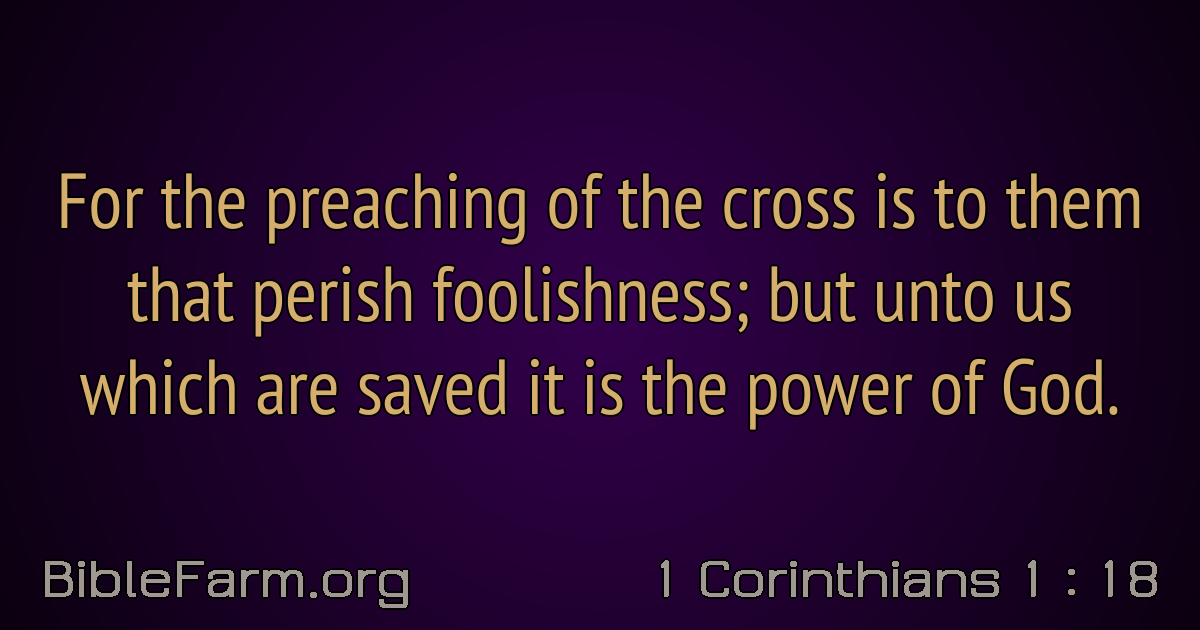 For the preaching of the cross is to them
that perish foolishness; but unto us
which are saved it is the power of God.
BibleFarm.org
1 Corinthians 1 : 18